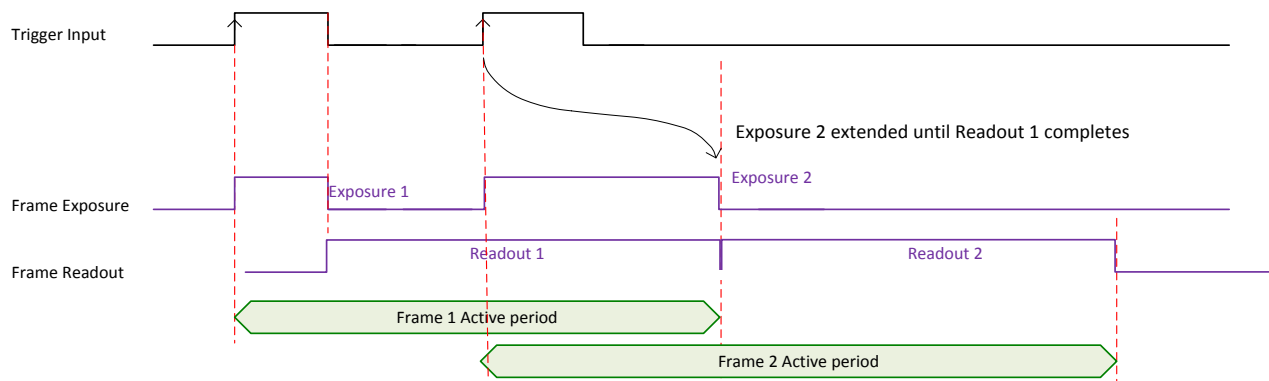 Trigger Input
Exposure 2 extended until Readout 1 completes
Exposure 1
Exposure 2
Frame Exposure
Readout 1
Readout 2
Frame Readout
Frame 1 Active period
Frame 2 Active period